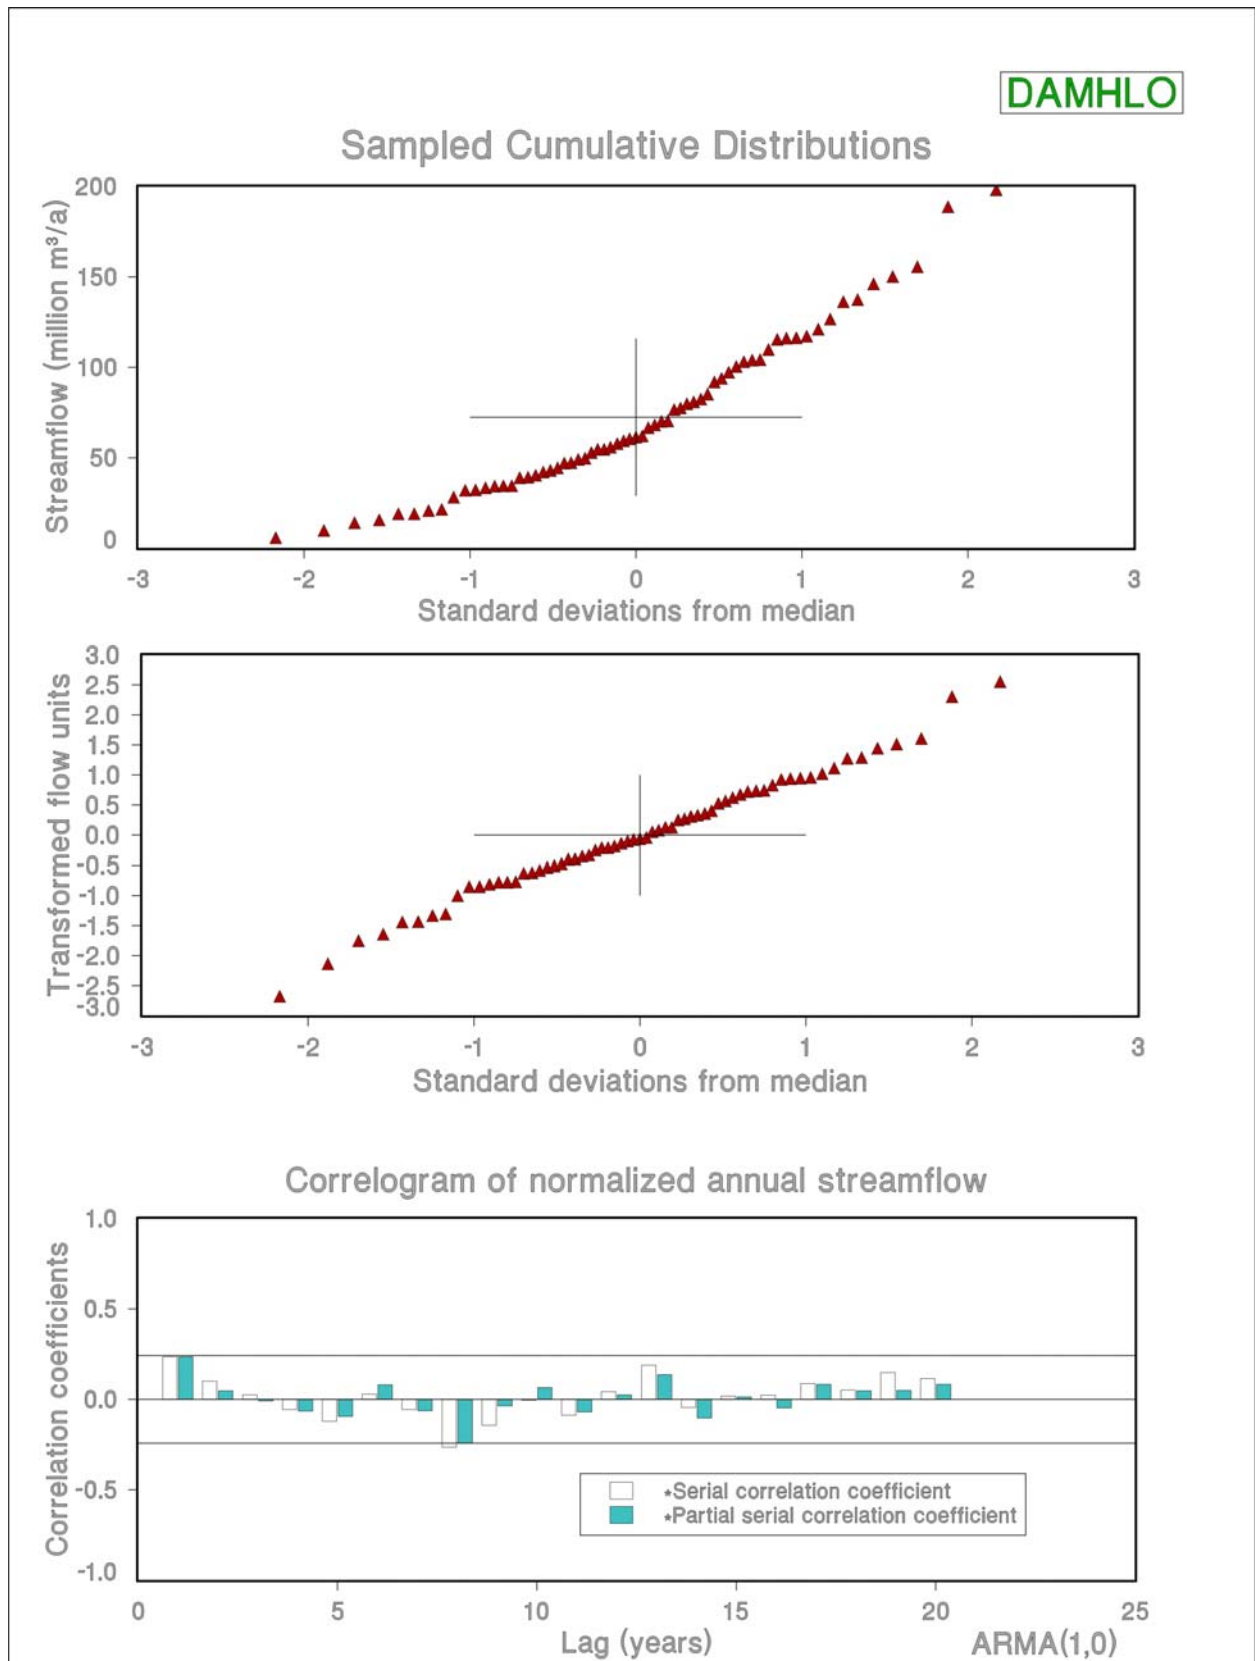 DAMHLO
Sampled Cumulative Distributions
Streamflow (million m³/a)
200
150
100
50
0
-3 -2 -1 0 1 2 3
Standard deviations from median
Transformed flow units
3.0
2.5
2.0
1.5
1.0
0.5
0.0
-0.5
-1.0
-1.5
-2.0
-2.5
-3.0
-3 -2 -1 0 1 2 3
Standard deviations from median
Correlogram of normalized annual streamflow
Correlation coefficients
1.0
0.5
0.0
-0.5
-1.0
*Serial correlation coefficient
*Partial serial correlation coefficient
0 5 10 15 20 25
Lag (years) ARMA(1,0)